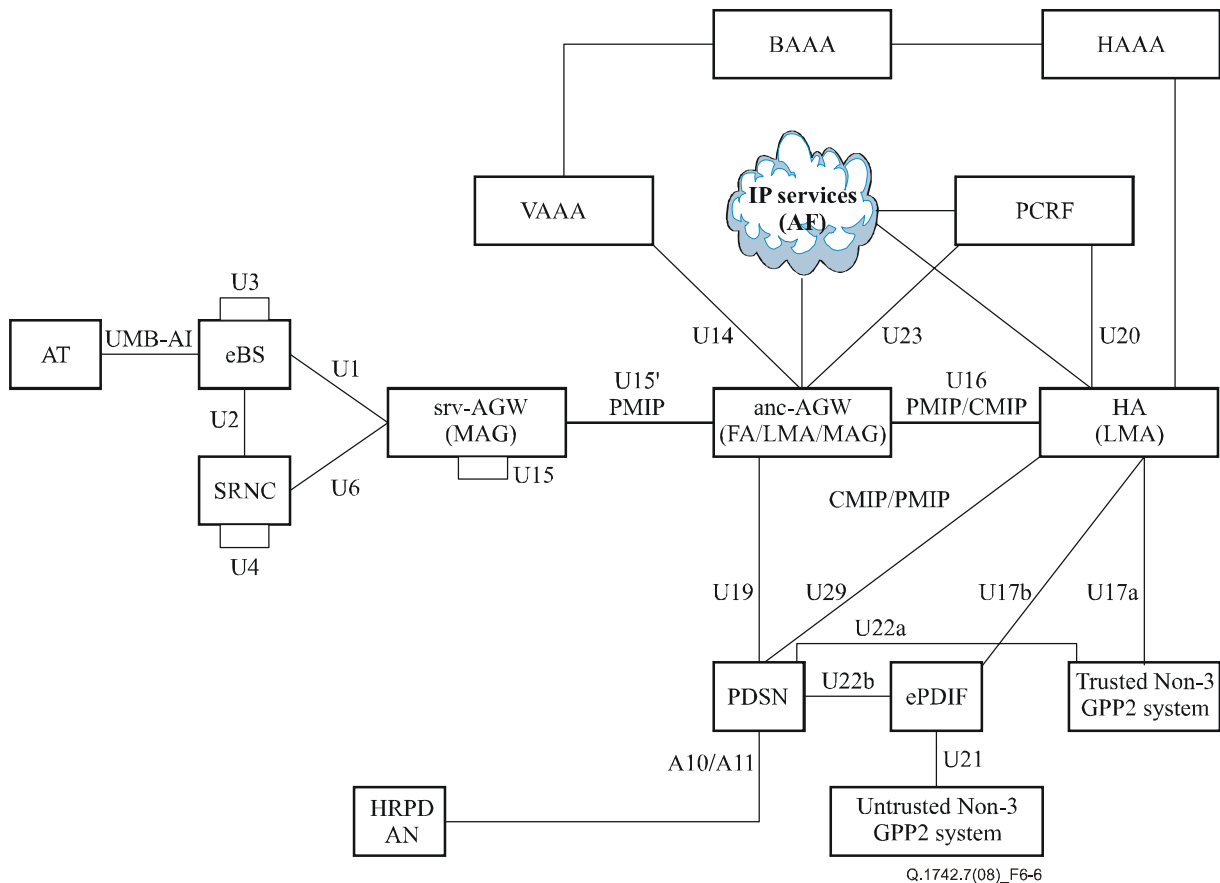 BAAA
HAAA
VAAA
IP services
(AF)
PCRF
U3
UMB-AI
AT
eBS
U1
U14
U23
U20
U2
srv-AGW
(MAG)
U15'
PMIP
anc-AGW
(FA/LMA/MAG)
U16
PMIP/CMIP
HA
(LMA)
SRNC
U6
U15
U4
CMIP/PMIP
U19
U29
U17b
U17a
U22a
PDSN
U22b
ePDIF
Trusted Non-3
GPP2 system
A10/A11
U21
HRPD
AN
Untrusted Non-3
GPP2 system
Q.1742.7(08)_F6-6